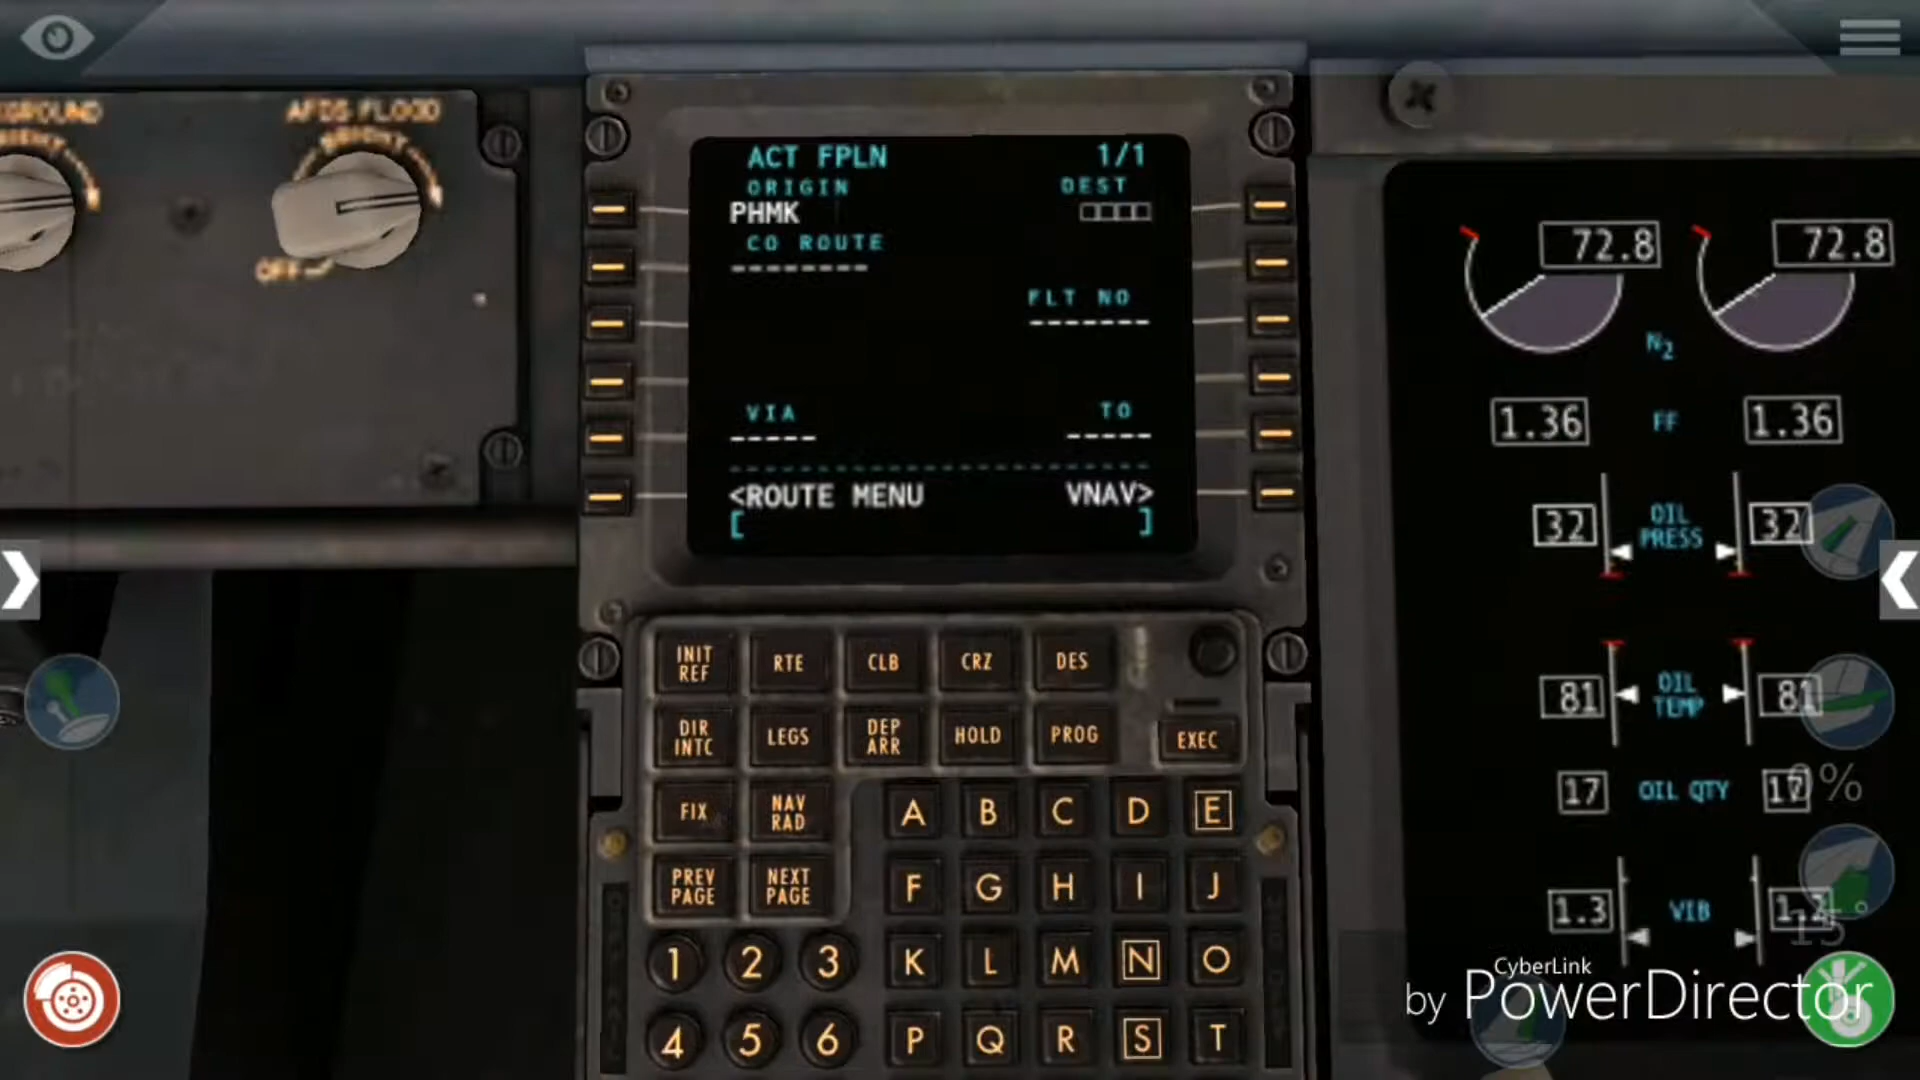 AFDS FLOOD
BRIGHT
OFF
ACT FPLN 1/1
ORIGIN DEST
PHMK
CO ROUTE
--------
FLT NO
-------
VIA TO
----- -----
<ROUTE MENU VNAV>
[ ]
INIT REF RTE CLB CRZ DES
DIR INTC LEGS DEP ARR HOLD PROG EXEC
FIX NAV RAD
PREV PAGE NEXT PAGE
A B C D E
F G H I J
1 2 3 K L M N O
4 5 6 P Q R S T
72.8 72.8
N2
1.36 FF 1.36
32 OIL PRESS 32
81 OIL TEMP 81
17 OIL QTY 17
0%
1.3 VIB
15°
by CyberLink PowerDirector